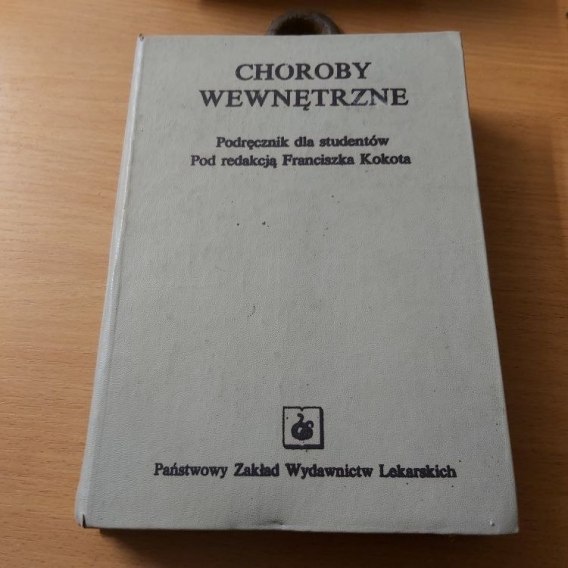 CHOROBY
WEWNĘTRZNE
Podręcznik dla studentów
Pod redakcją Franciszka Kokota
Państwowy Zakład Wydawnictw Lekarskich